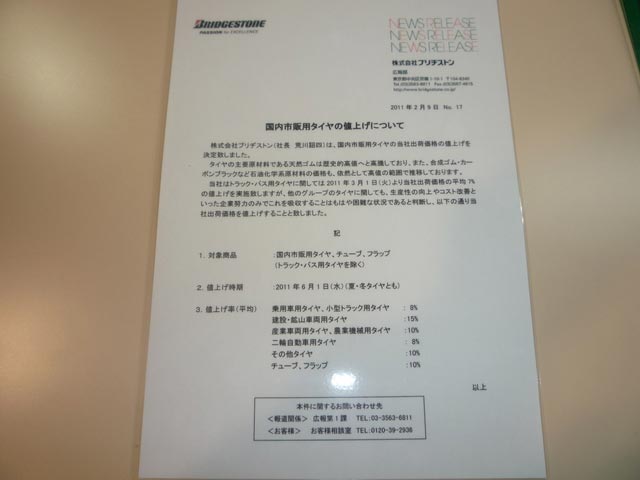 BRIDGESTONE
PASSION for EXCELLENCE
NEWS RELEASE
NEWS RELEASE
NEWS RELEASE
株式会社ブリヂストン
広報部
東京都中央区京橋1-10-1 〒104-8340
2011年2月9日 No. 17
国内市販用タイヤの値上げについて
株式会社ブリヂストン(社長 荒川詔四)は、国内市販用タイヤの当社出荷価格の値上げを
決定致しました。
タイヤの主要原材料である天然ゴムは歴史的高値へと高騰しており、また、合成ゴム・カー
ボンブラックなど石油化学系原材料の価格も、依然として高値の範囲で推移しております。
当社はトラック・バス用タイヤに関しては2011年3月1日(火)より当社出荷価格の平均7%
の値上げを実施致しますが、他のグループのタイヤに関しても、生産性の向上やコスト改善と
いった企業努力のみでこれを吸収することはもはや困難な状況であると判断し、以下の通り当
社出荷価格を値上げすることと致しました。
記
1. 対象商品 :国内市販用タイヤ、チューブ、フラップ
(トラック・バス用タイヤを除く)
2. 値上げ時期 :2011年6月1日(水)(夏・冬タイヤとも)
3. 値上げ率(平均) 乗用車用タイヤ、小型トラック用タイヤ : 8%
建設・鉱山車両用タイヤ :15%
産業車両用タイヤ、農業機械用タイヤ :10%
二輪自動車用タイヤ : 8%
その他タイヤ :10%
チューブ、フラップ :10%
以上
本件に関するお問い合わせ先
<報道関係> 広報第1課 TEL:03-3563-6811
<お客様> お客様相談室 TEL:0120-39-2936